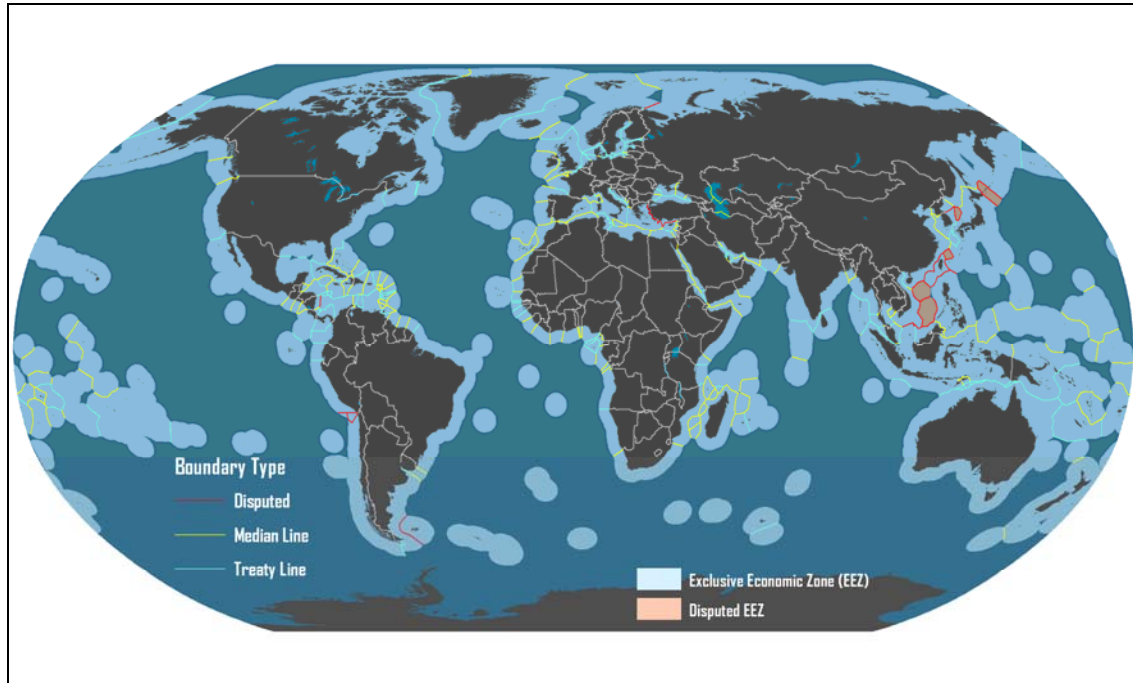 Boundary Type
Disputed
Median Line
Treaty Line
Exclusive Economic Zone (EEZ)
Disputed EEZ